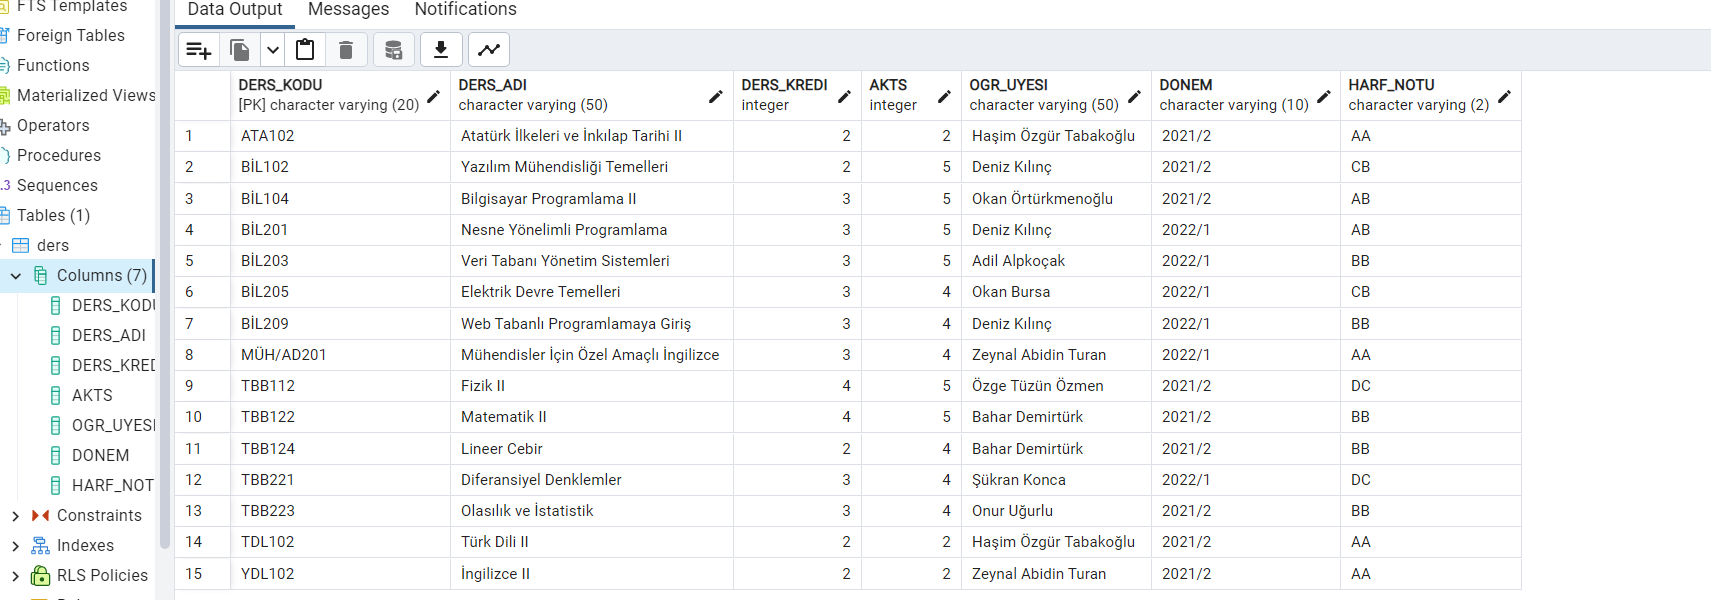 FTS Templates
Foreign Tables
Functions
Materialized Views
Operators
Procedures
Sequences
Tables (1)
ders
Columns (7)
DERS_KODU
DERS_ADI
DERS_KRED
AKTS
OGR_UYESI
DONEM
HARF_NOT
Constraints
Indexes
RLS Policies
Data Output Messages Notifications
DERS_KODU DERS_ADI DERS_KREDI AKTS OGR_UYESI DONEM HARF_NOTU
[PK] character varying (20) character varying (50) integer integer character varying (50) character varying (10) character varying (2)
1 ATA102 Atatürk İlkeleri ve İnkılap Tarihi II 2 2 Haşim Özgür Tabakoğlu 2021/2 AA
2 BİL102 Yazılım Mühendisliği Temelleri 2 5 Deniz Kılınç 2021/2 CB
3 BİL104 Bilgisayar Programlama II 3 5 Okan Örtürkmenoğlu 2021/2 AB
4 BİL201 Nesne Yönelimli Programlama 3 5 Deniz Kılınç 2022/1 AB
5 BİL203 Veri Tabanı Yönetim Sistemleri 3 5 Adil Alpkoçak 2022/1 BB
6 BİL205 Elektrik Devre Temelleri 3 4 Okan Bursa 2022/1 CB
7 BİL209 Web Tabanlı Programlamaya Giriş 3 4 Deniz Kılınç 2022/1 BB
8 MÜH/AD201 Mühendisler İçin Özel Amaçlı İngilizce 3 4 Zeynal Abidin Turan 2022/1 AA
9 TBB112 Fizik II 4 5 Özge Tüzün Özmen 2021/2 DC
10 TBB122 Matematik II 4 5 Bahar Demirtürk 2021/2 BB
11 TBB124 Lineer Cebir 2 4 Bahar Demirtürk 2021/2 BB
12 TBB221 Diferansiyel Denklemler 3 4 Şükran Konca 2022/1 DC
13 TBB223 Olasılık ve İstatistik 3 4 Onur Uğurlu 2021/2 BB
14 TDL102 Türk Dili II 2 2 Haşim Özgür Tabakoğlu 2021/2 AA
15 YDL102 İngilizce II 2 2 Zeynal Abidin Turan 2021/2 AA